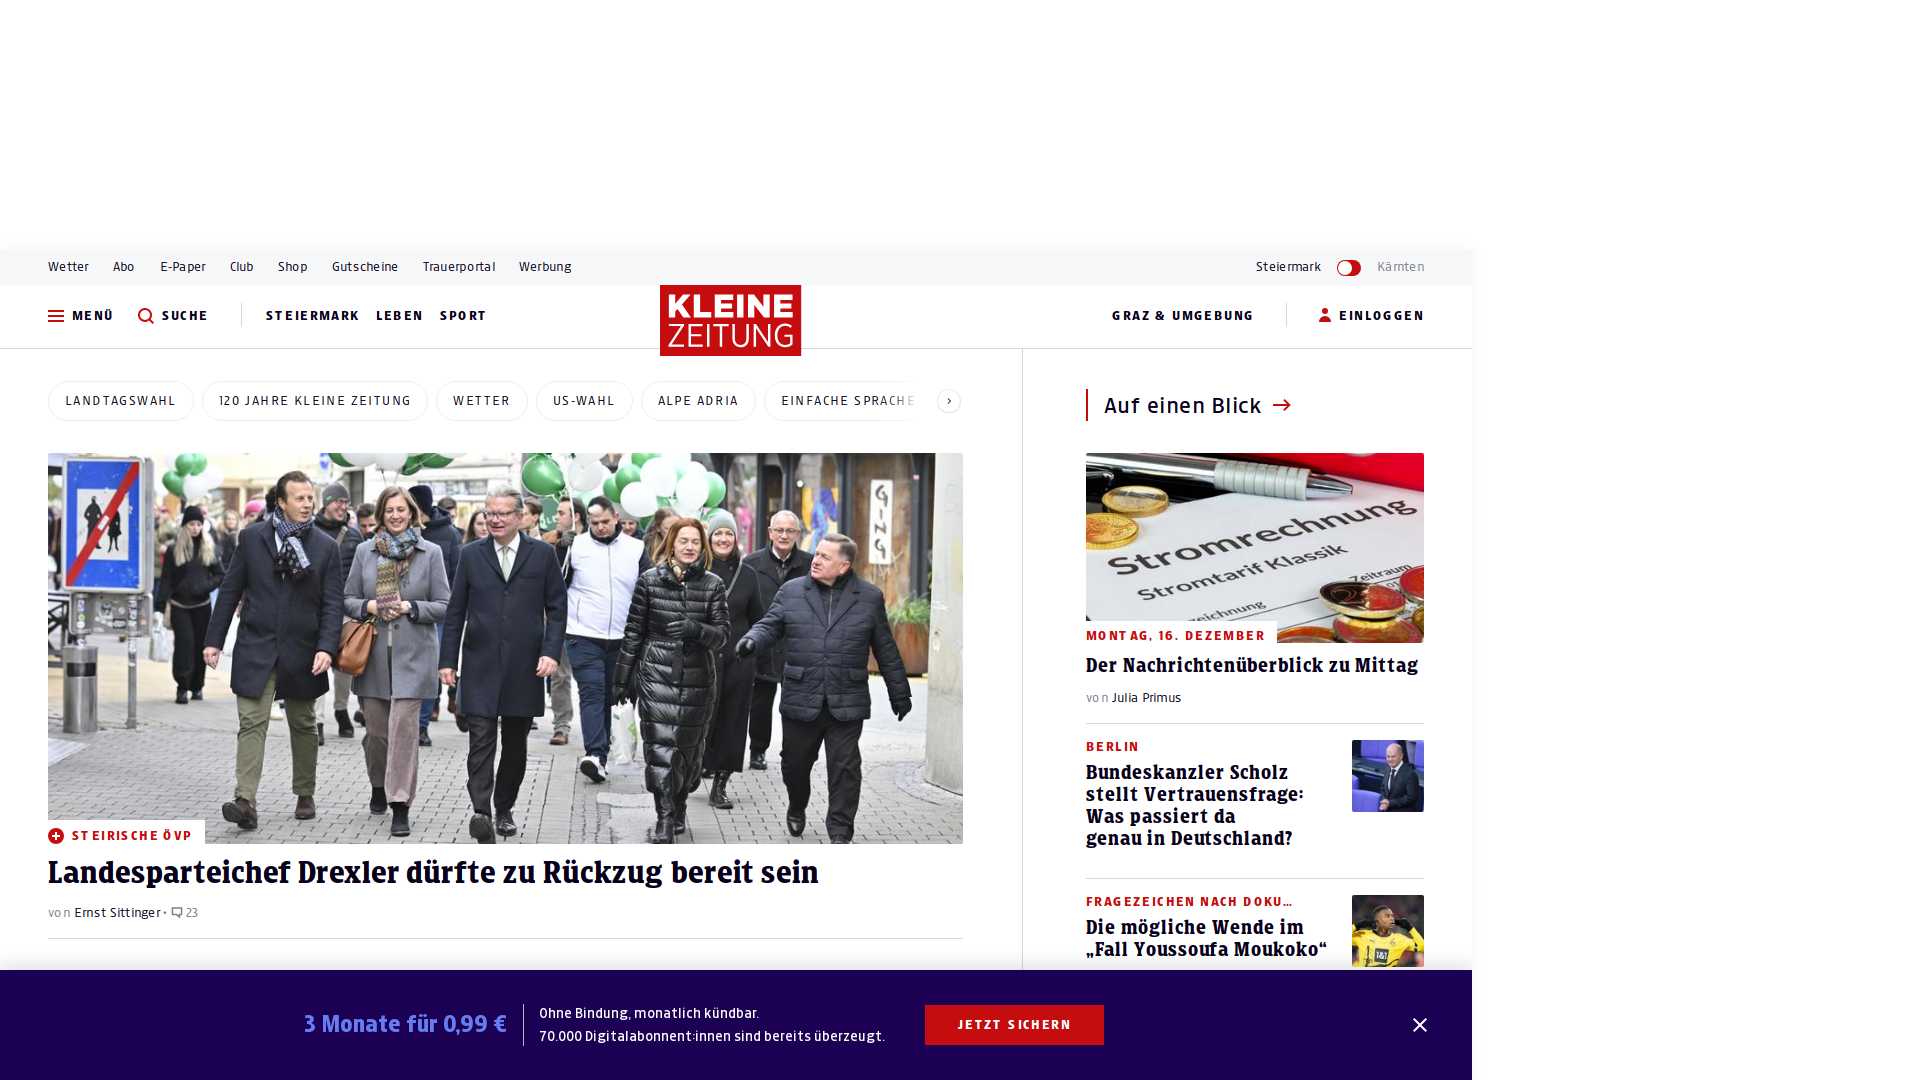 Wetter Abo E-Paper Club Shop Gutscheine Trauerportal Werbung Steiermark Kärnten
MENÜ SUCHE STEIERMARK LEBEN SPORT KLEINE ZEITUNG GRAZ & UMGEBUNG EINLOGGEN
LANDTAGSWAHL 120 JAHRE KLEINE ZEITUNG WETTER US-WAHL ALPE ADRIA EINFACHE SPRACHE
GING
STEIRISCHE ÖVP
Landesparteichef Drexler dürfte zu Rückzug bereit sein
von Ernst Sittinger • 23
Auf einen Blick
Stromrechnung
Stromtarif Klassik
Zeitraum
MONTAG, 16. DEZEMBER
Der Nachrichtenüberblick zu Mittag
von Julia Primus
BERLIN
Bundeskanzler Scholz
stellt Vertrauensfrage:
Was passiert da
genau in Deutschland?
FRAGEZEICHEN NACH DOKU...
Die mögliche Wende im
„Fall Youssoufa Moukoko“
3 Monate für 0,99 €
Ohne Bindung, monatlich kündbar.
70.000 Digitalabonnent:innen sind bereits überzeugt.
JETZT SICHERN